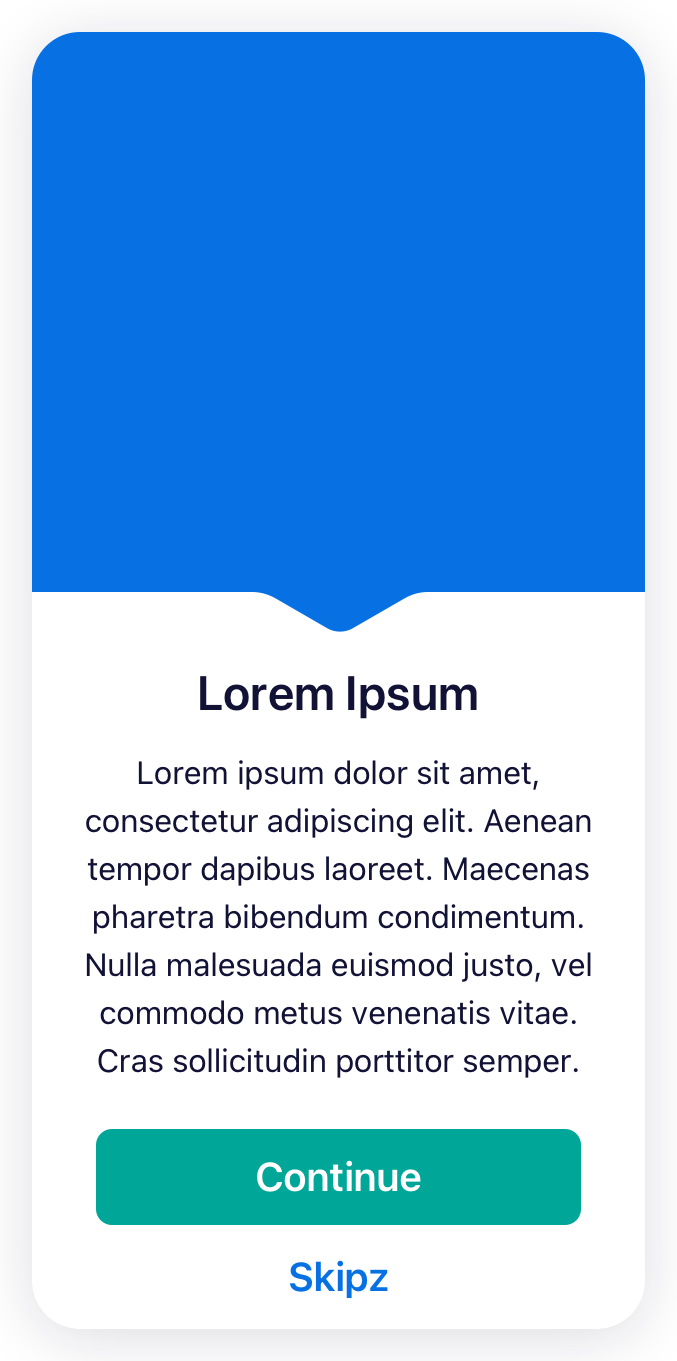 Lorem Ipsum
Lorem ipsum dolor sit amet,
consectetur adipiscing elit. Aenean
tempor dapibus laoreet. Maecenas
pharetra bibendum condimentum.
Nulla malesuada euismod justo, vel
commodo metus venenatis vitae.
Cras sollicitudin porttitor semper.
Continue
Skipz